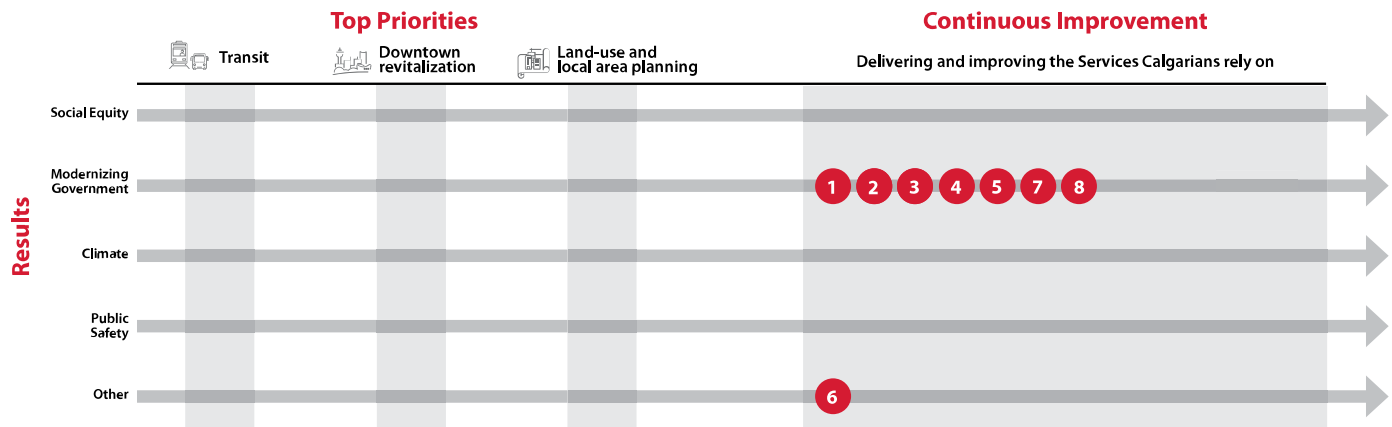 Top Priorities
Continuous Improvement
Transit
Downtown
revitalization
Land-use and
local area planning
Delivering and improving the Services Calgarians rely on
Results
Social Equity
Modernizing
Government
1 2 3 4 5 7 8
Climate
Public
Safety
Other
6